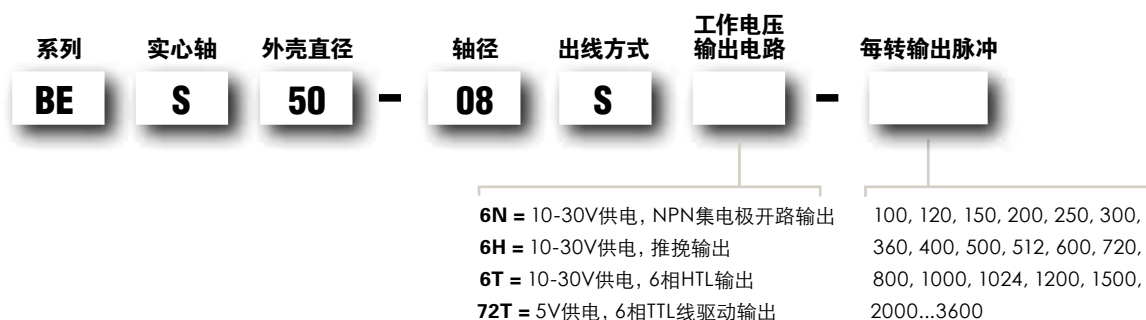 系列 实心轴 外壳直径 轴径 出线方式 工作电压 输出电路 每转输出脉冲
BE S 50 - 08 S -
6N = 10-30V供电, NPN集电极开路输出
6H = 10-30V供电, 推挽输出
6T = 10-30V供电, 6相HTL输出
72T = 5V供电, 6相TTL线驱动输出
100, 120, 150, 200, 250, 300,
360, 400, 500, 512, 600, 720,
800, 1000, 1024, 1200, 1500,
2000...3600